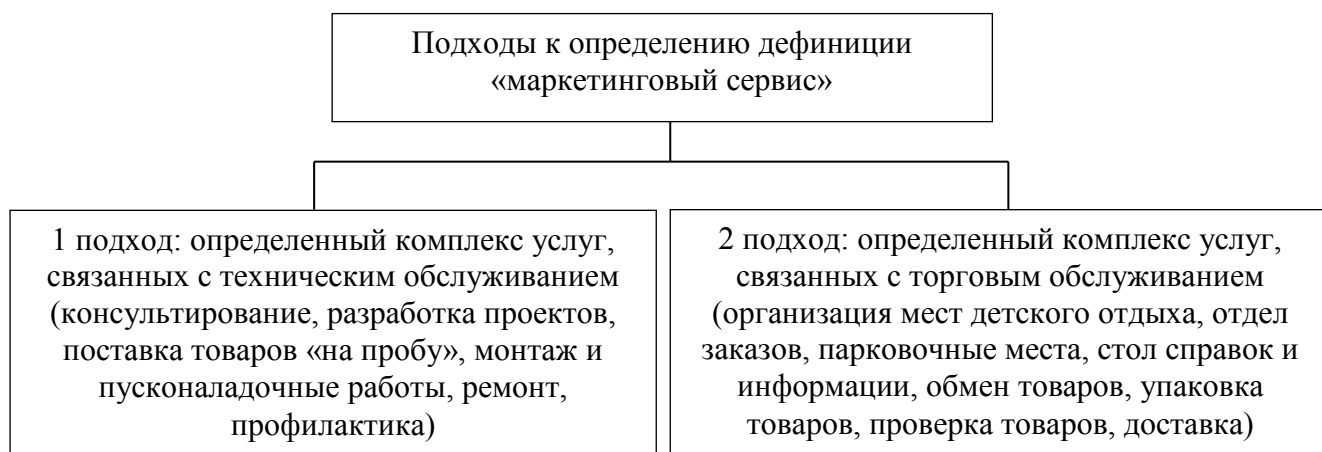 Подходы к определению дефиниции
«маркетинговый сервис»
1 подход: определенный комплекс услуг,
связанных с техническим обслуживанием
(консультирование, разработка проектов,
поставка товаров «на пробу», монтаж и
пусконаладочные работы, ремонт,
профилактика)
2 подход: определенный комплекс услуг,
связанных с торговым обслуживанием
(организация мест детского отдыха, отдел
заказов, парковочные места, стол справок и
информации, обмен товаров, упаковка
товаров, проверка товаров, доставка)